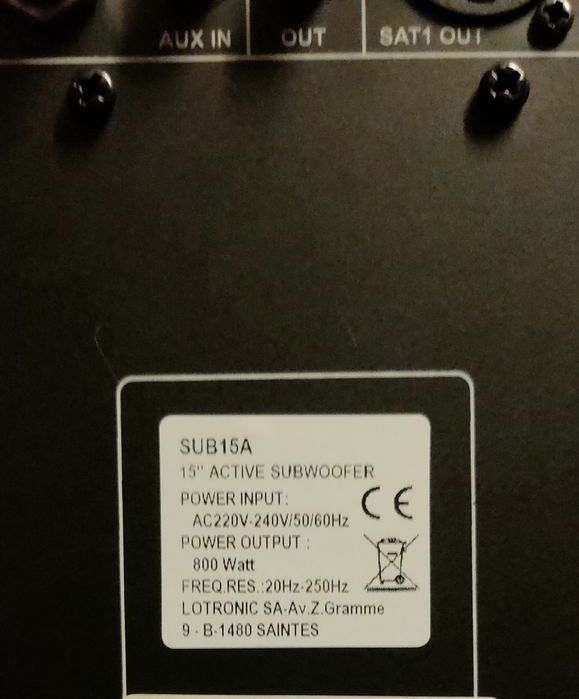 AUX IN OUT SAT1 OUT
SUB15A
15" ACTIVE SUBWOOFER
POWER INPUT:
AC220V-240V/50/60Hz
POWER OUTPUT :
800 Watt
FREQ.RES.:20Hz-250Hz
LOTRONIC SA-Av.Z.Gramme
9 - B-1480 SAINTES
CE